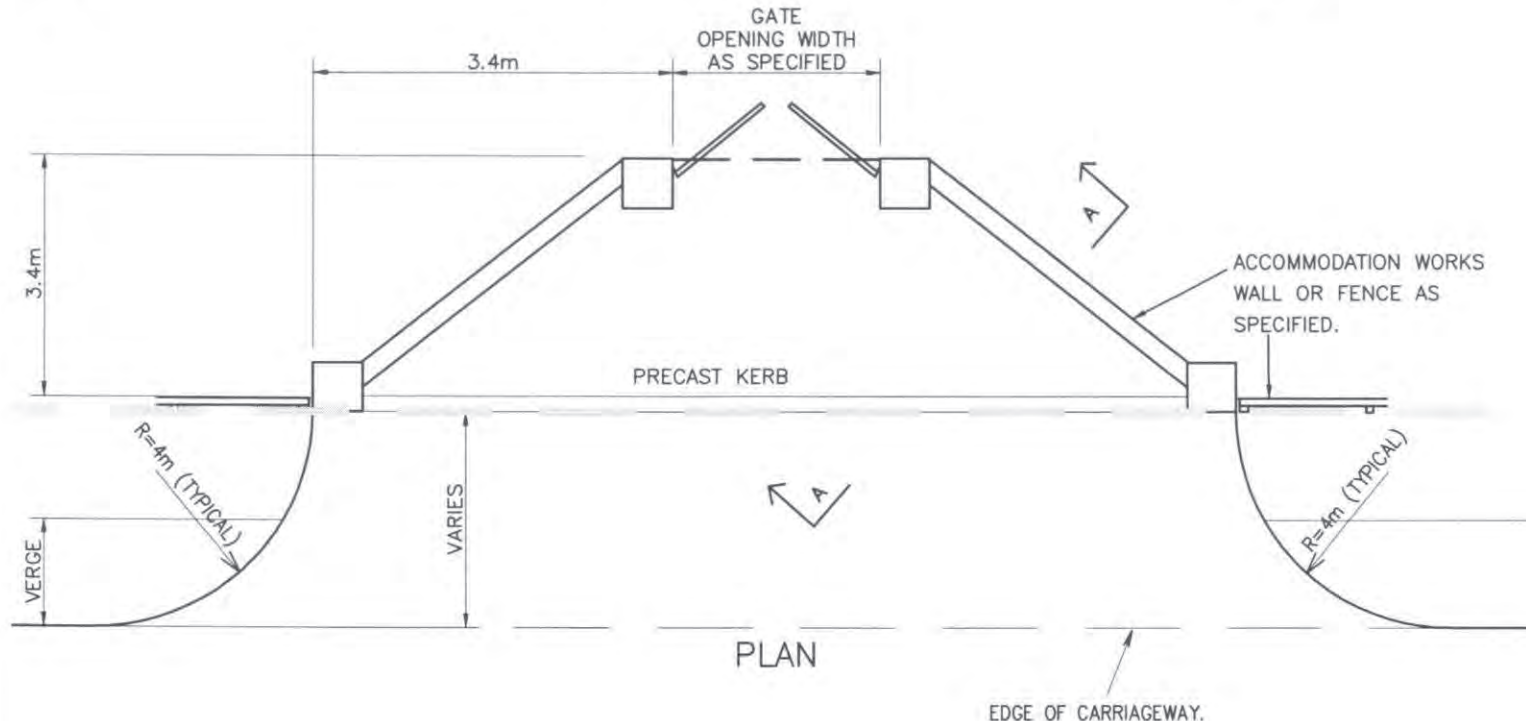 GATE
OPENING WIDTH
AS SPECIFIED
3.4m
3.4m
A
ACCOMMODATION WORKS
WALL OR FENCE AS
SPECIFIED.
PRECAST KERB
R=4m (TYPICAL)
VERGE
VARIES
A
R=4m (TYPICAL)
PLAN
EDGE OF CARRIAGEWAY.